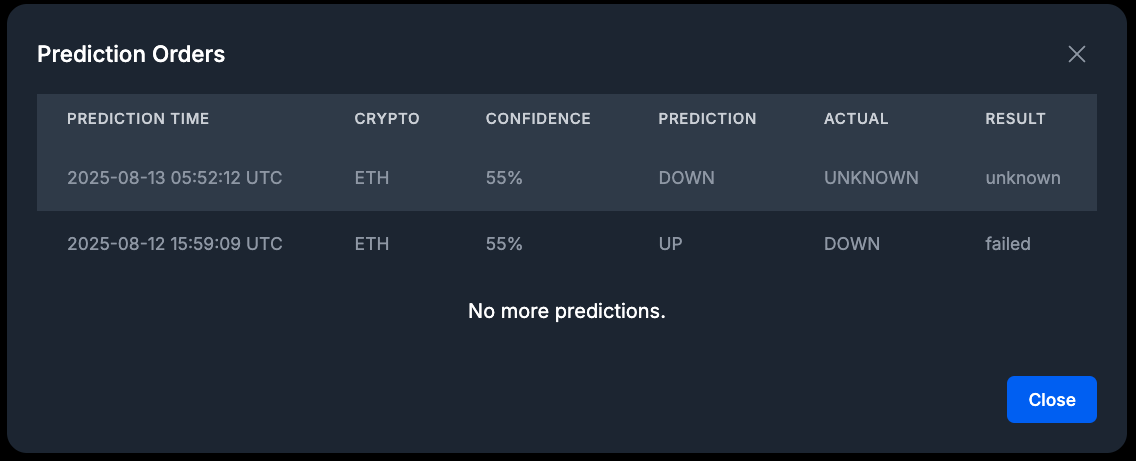 Prediction Orders
PREDICTION TIME CRYPTO CONFIDENCE PREDICTION ACTUAL RESULT
2025-08-13 05:52:12 UTC ETH 55% DOWN UNKNOWN unknown
2025-08-12 15:59:09 UTC ETH 55% UP DOWN failed
No more predictions.
Close